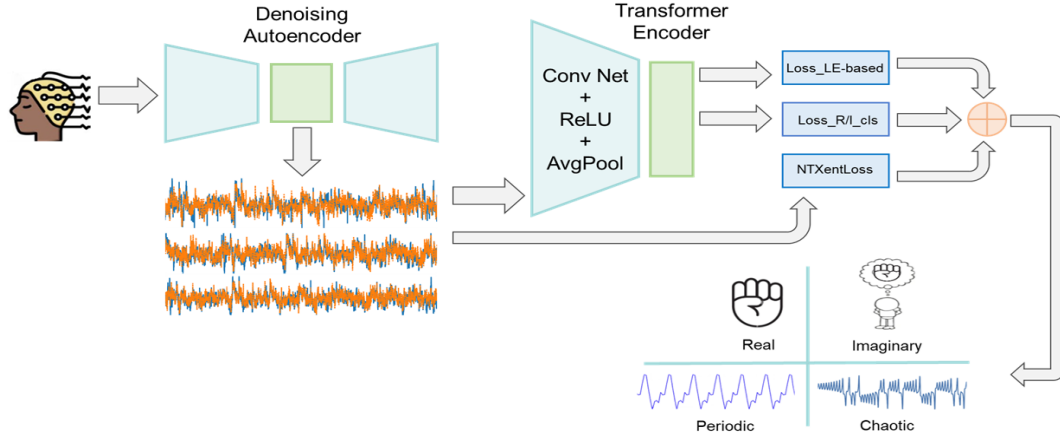 Denoising
Autoencoder
Transformer
Encoder
Conv Net
+
ReLU
+
AvgPool
Loss_LE-based
Loss_R/I_cls
NTXentLoss
Real
Imaginary
Periodic
Chaotic